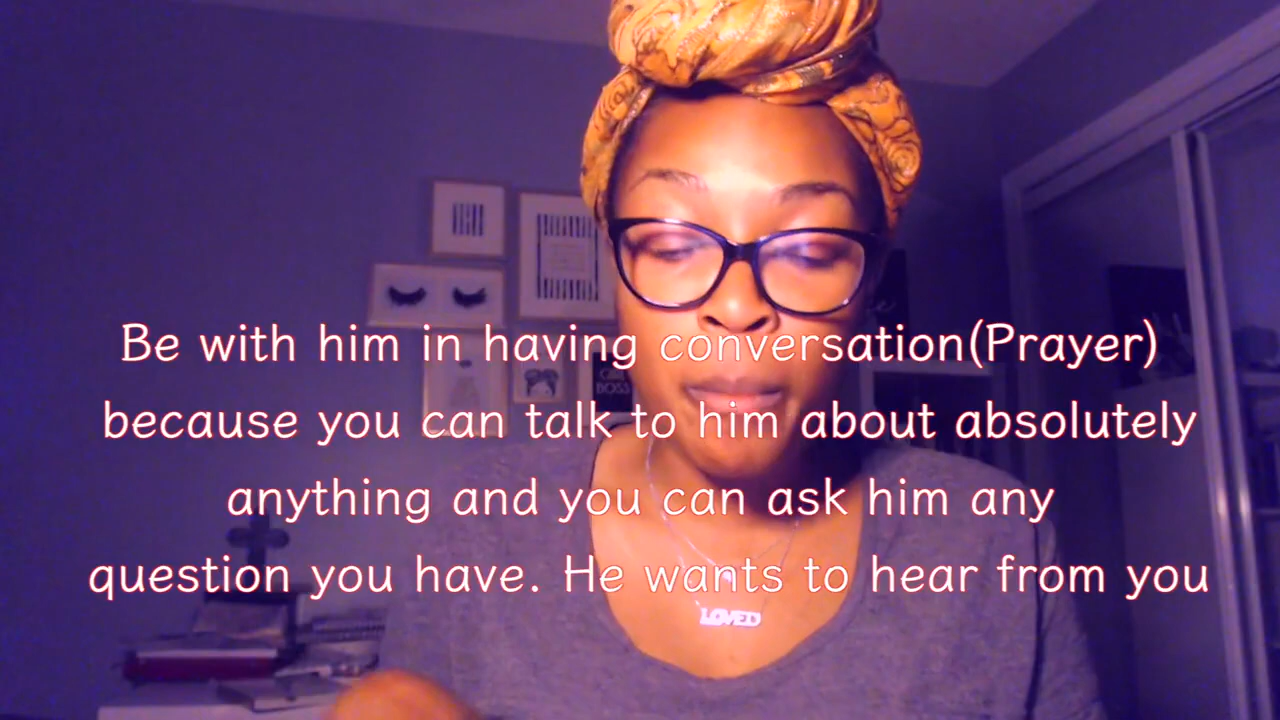 Be with him in having conversation(Prayer)
because you can talk to him about absolutely
anything and you can ask him any
question you have. He wants to hear from you
LOVED
BOSS